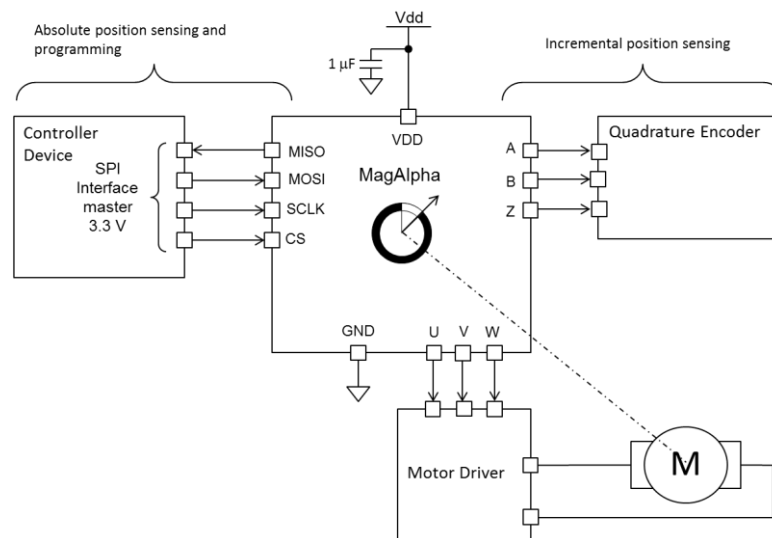 Absolute position sensing and
programming
Vdd
1 µF
Incremental position sensing
Controller
Device
SPI
Interface
master
3.3 V
MISO
MOSI
SCLK
CS
VDD
MagAlpha
A
B
Z
Quadrature Encoder
GND
U
V
W
Motor Driver
M